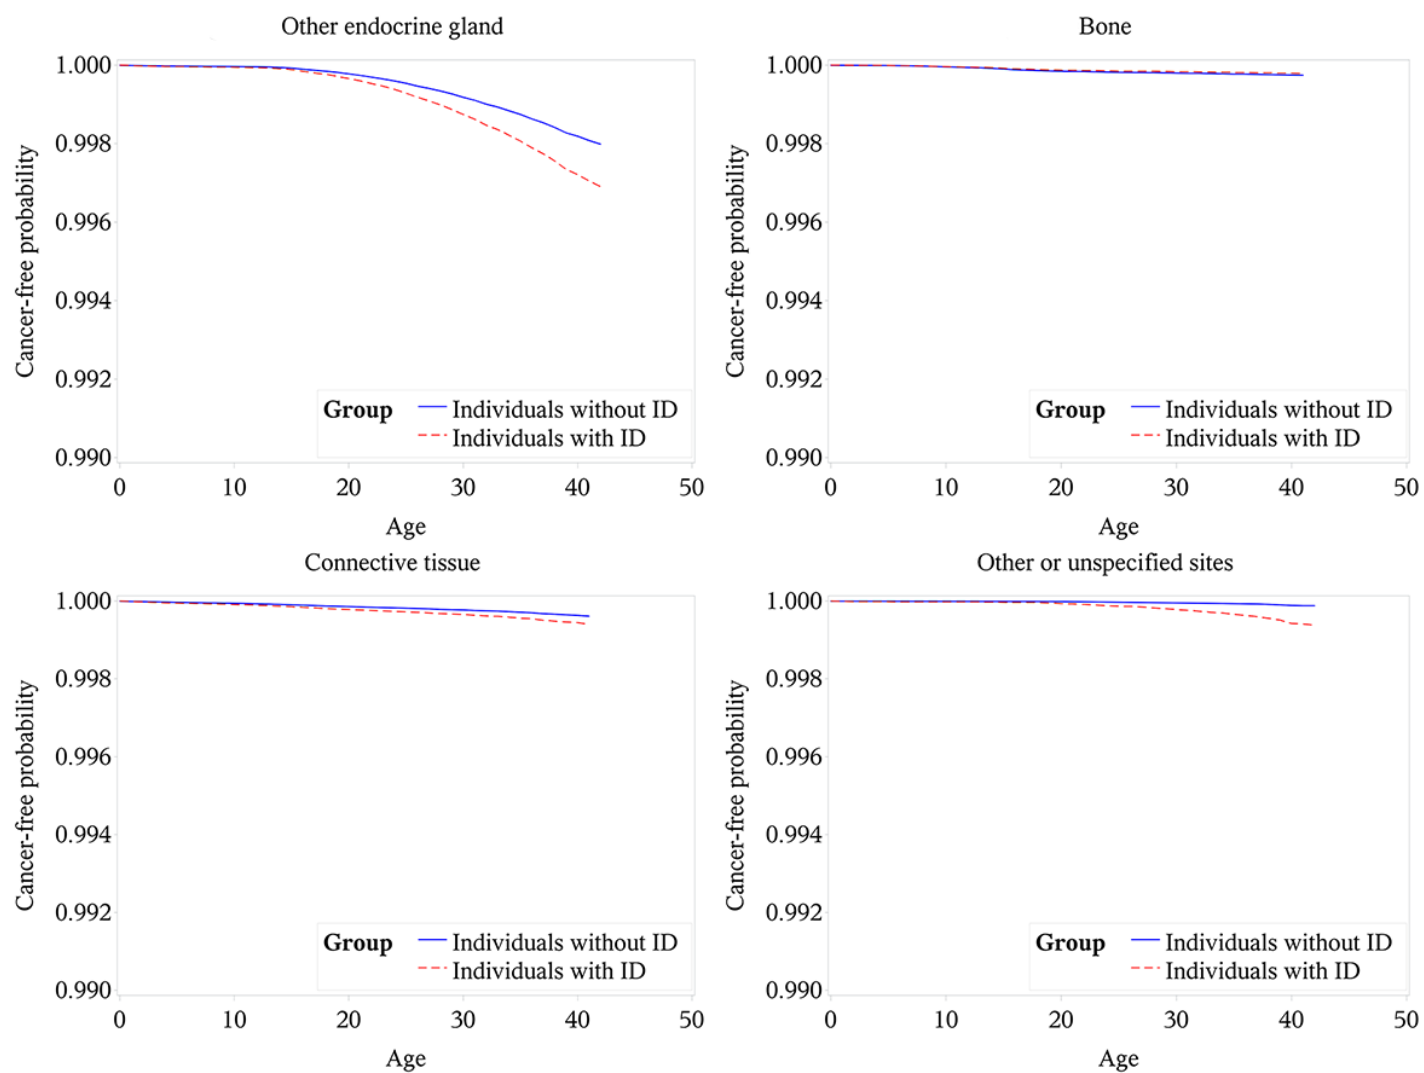 Other endocrine gland
Cancer-free probability
1.000
0.998
0.996
0.994
0.992
0.990
Group
Individuals without ID
Individuals with ID
0 10 20 30 40 50
Age
Bone
Cancer-free probability
1.000
0.998
0.996
0.994
0.992
0.990
Group
Individuals without ID
Individuals with ID
0 10 20 30 40 50
Age
Connective tissue
Cancer-free probability
1.000
0.998
0.996
0.994
0.992
0.990
Group
Individuals without ID
Individuals with ID
0 10 20 30 40 50
Age
Other or unspecified sites
Cancer-free probability
1.000
0.998
0.996
0.994
0.992
0.990
Group
Individuals without ID
Individuals with ID
0 10 20 30 40 50
Age